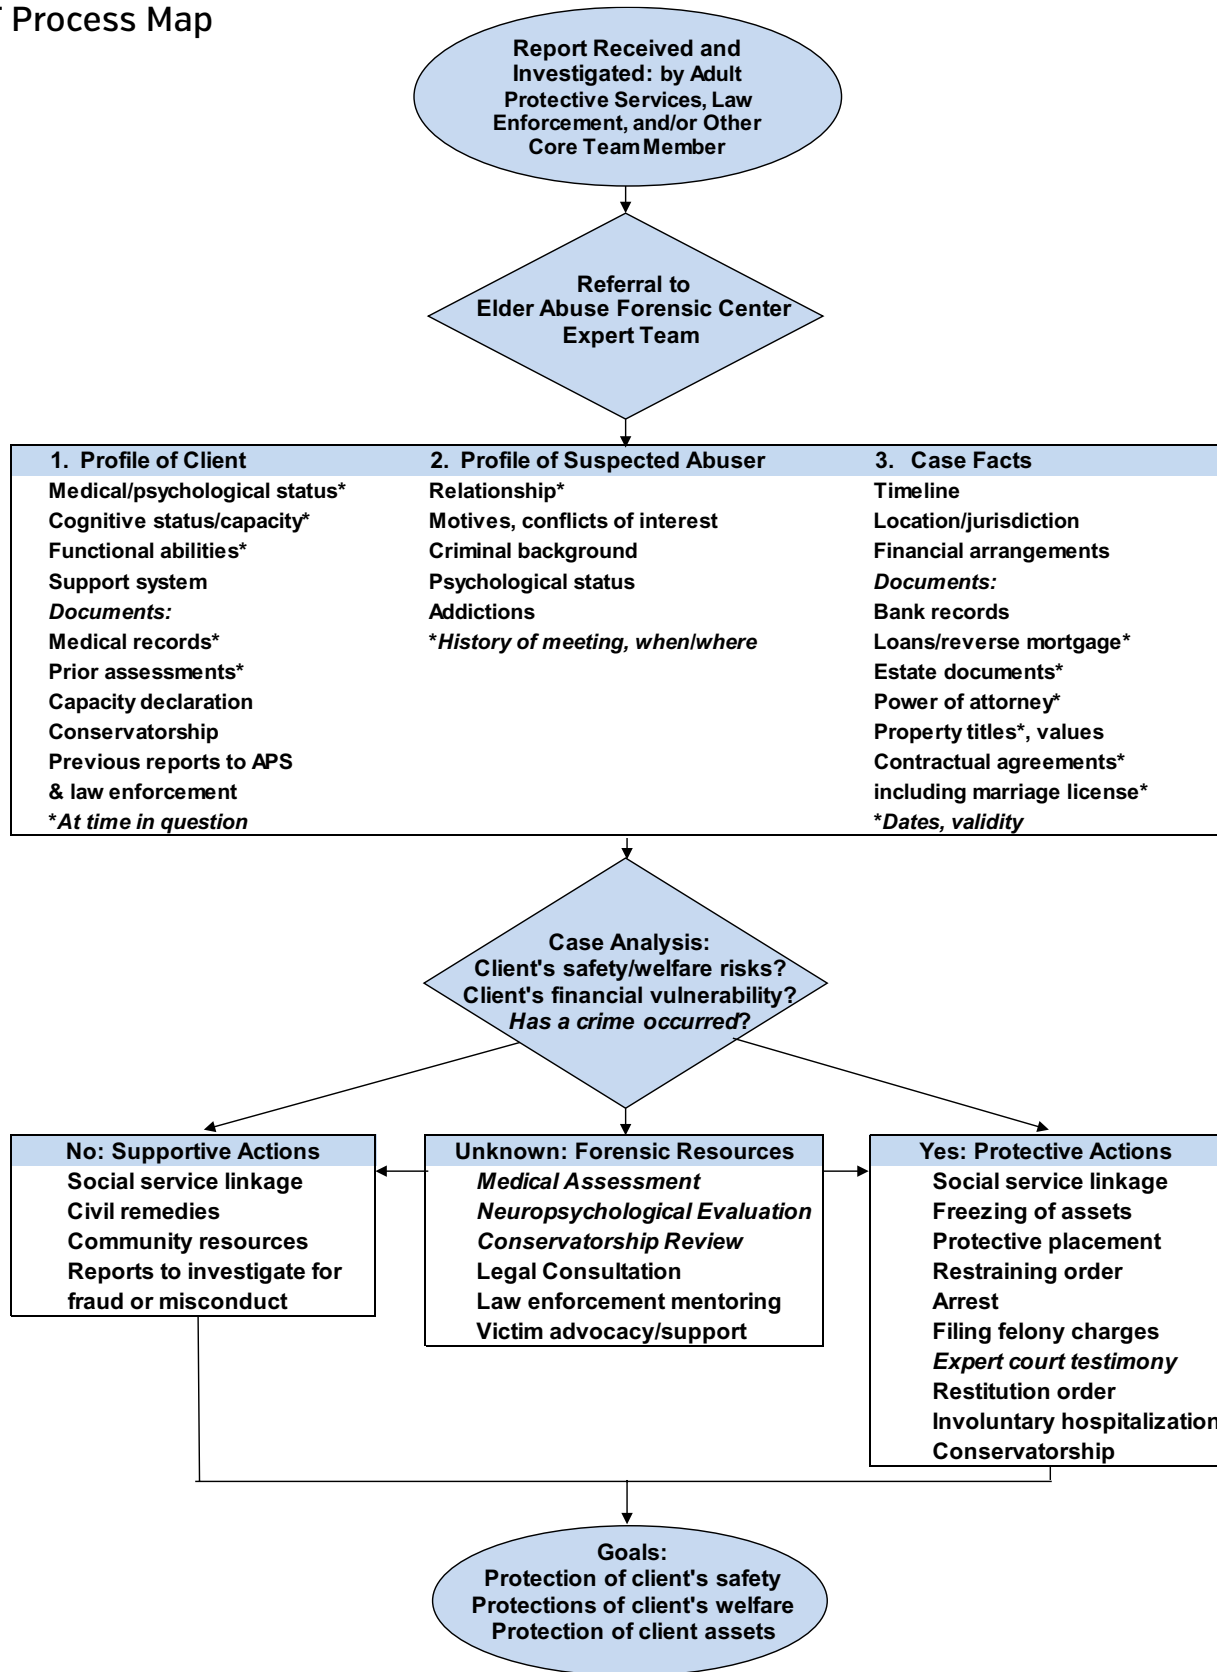 Process Map
Report Received and
Investigated: by Adult
Protective Services, Law
Enforcement, and/or Other
Core Team Member
Referral to
Elder Abuse Forensic Center
Expert Team
1. Profile of Client
Medical/psychological status*
Cognitive status/capacity*
Functional abilities*
Support system
Documents:
Medical records*
Prior assessments*
Capacity declaration
Conservatorship
Previous reports to APS
& law enforcement
*At time in question
2. Profile of Suspected Abuser
Relationship*
Motives, conflicts of interest
Criminal background
Psychological status
Addictions
*History of meeting, when/where
3. Case Facts
Timeline
Location/jurisdiction
Financial arrangements
Documents:
Bank records
Loans/reverse mortgage*
Estate documents*
Power of attorney*
Property titles*, values
Contractual agreements*
including marriage license*
*Dates, validity
Case Analysis:
Client's safety/welfare risks?
Client's financial vulnerability?
Has a crime occurred?
No: Supportive Actions
Social service linkage
Civil remedies
Community resources
Reports to investigate for
fraud or misconduct
Unknown: Forensic Resources
Medical Assessment
Neuropsychological Evaluation
Conservatorship Review
Legal Consultation
Law enforcement mentoring
Victim advocacy/support
Yes: Protective Actions
Social service linkage
Freezing of assets
Protective placement
Restraining order
Arrest
Filing felony charges
Expert court testimony
Restitution order
Involuntary hospitalization
Conservatorship
Goals:
Protection of client's safety
Protections of client's welfare
Protection of client assets